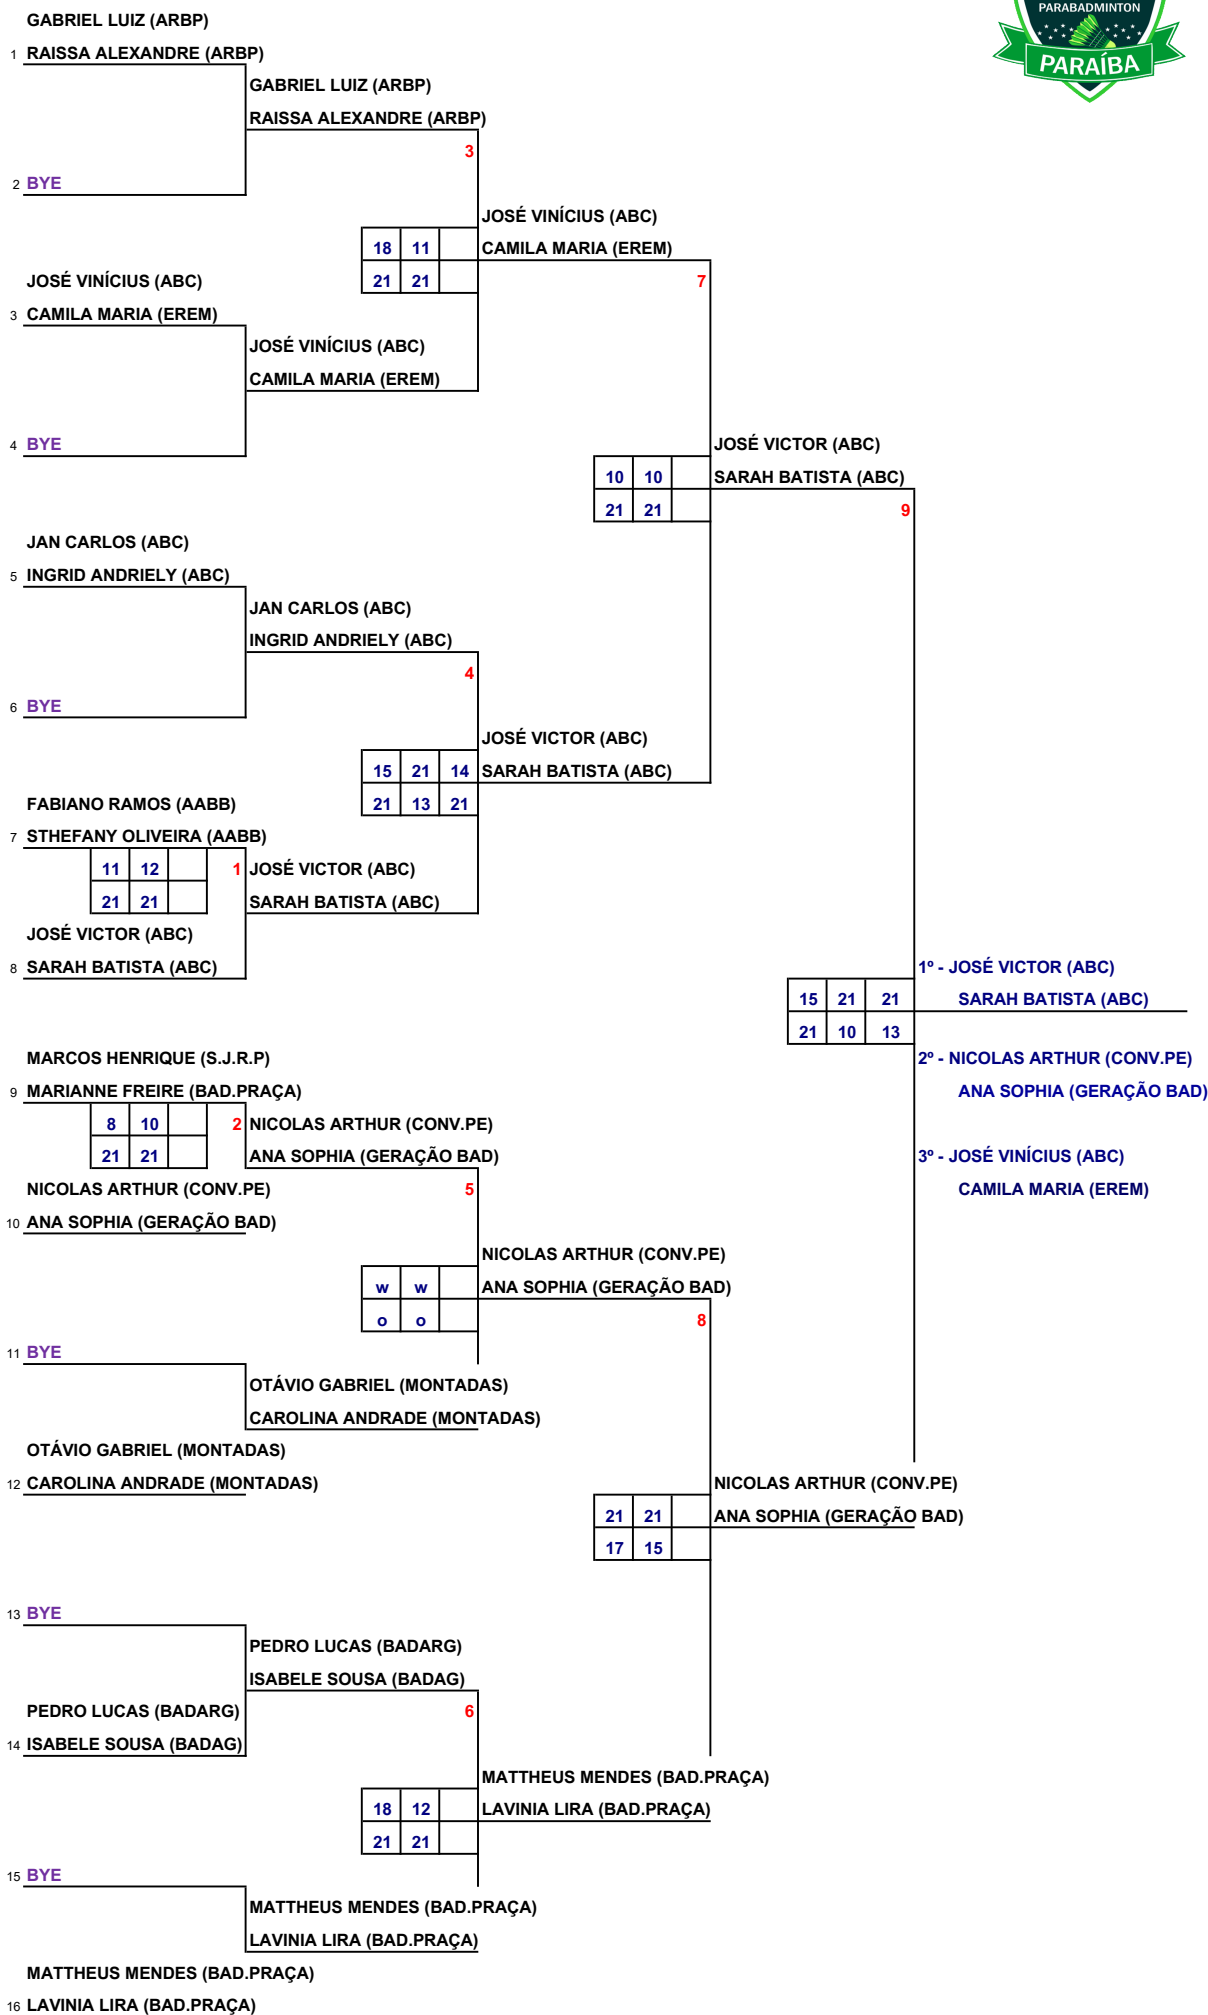 PARABADMINTON
PARAÍBA
GABRIEL LUIZ (ARBP)
1 RAISSA ALEXANDRE (ARBP)
GABRIEL LUIZ (ARBP)
RAISSA ALEXANDRE (ARBP)
3
2 BYE
JOSÉ VINÍCIUS (ABC)
18 11 CAMILA MARIA (EREM)
21 21 7
JOSÉ VINÍCIUS (ABC)
3 CAMILA MARIA (EREM)
JOSÉ VINÍCIUS (ABC)
CAMILA MARIA (EREM)
4 BYE
JOSÉ VICTOR (ABC)
10 10 SARAH BATISTA (ABC)
21 21 9
JAN CARLOS (ABC)
5 INGRID ANDRIELY (ABC)
JAN CARLOS (ABC)
INGRID ANDRIELY (ABC)
4
6 BYE
JOSÉ VICTOR (ABC)
15 21 14 SARAH BATISTA (ABC)
21 13 21
FABIANO RAMOS (AABB)
7 STHEFANY OLIVEIRA (AABB)
11 12 1 JOSÉ VICTOR (ABC)
21 21 SARAH BATISTA (ABC)
JOSÉ VICTOR (ABC)
8 SARAH BATISTA (ABC)
1º - JOSÉ VICTOR (ABC)
15 21 21 SARAH BATISTA (ABC)
21 10 13
2º - NICOLAS ARTHUR (CONV.PE)
ANA SOPHIA (GERAÇÃO BAD)
3º - JOSÉ VINÍCIUS (ABC)
CAMILA MARIA (EREM)
MARCOS HENRIQUE (S.J.R.P)
9 MARIANNE FREIRE (BAD.PRAÇA)
8 10 2 NICOLAS ARTHUR (CONV.PE)
21 21 ANA SOPHIA (GERAÇÃO BAD)
NICOLAS ARTHUR (CONV.PE) 5
10 ANA SOPHIA (GERAÇÃO BAD)
NICOLAS ARTHUR (CONV.PE)
w w ANA SOPHIA (GERAÇÃO BAD)
o o 8
11 BYE
OTÁVIO GABRIEL (MONTADAS)
CAROLINA ANDRADE (MONTADAS)
OTÁVIO GABRIEL (MONTADAS)
12 CAROLINA ANDRADE (MONTADAS)
NICOLAS ARTHUR (CONV.PE)
21 21 ANA SOPHIA (GERAÇÃO BAD)
17 15
13 BYE
PEDRO LUCAS (BADARG)
ISABELE SOUSA (BADAG)
PEDRO LUCAS (BADARG) 6
14 ISABELE SOUSA (BADAG)
MATTHEUS MENDES (BAD.PRAÇA)
18 12 LAVINIA LIRA (BAD.PRAÇA)
21 21
15 BYE
MATTHEUS MENDES (BAD.PRAÇA)
LAVINIA LIRA (BAD.PRAÇA)
MATTHEUS MENDES (BAD.PRAÇA)
16 LAVINIA LIRA (BAD.PRAÇA)